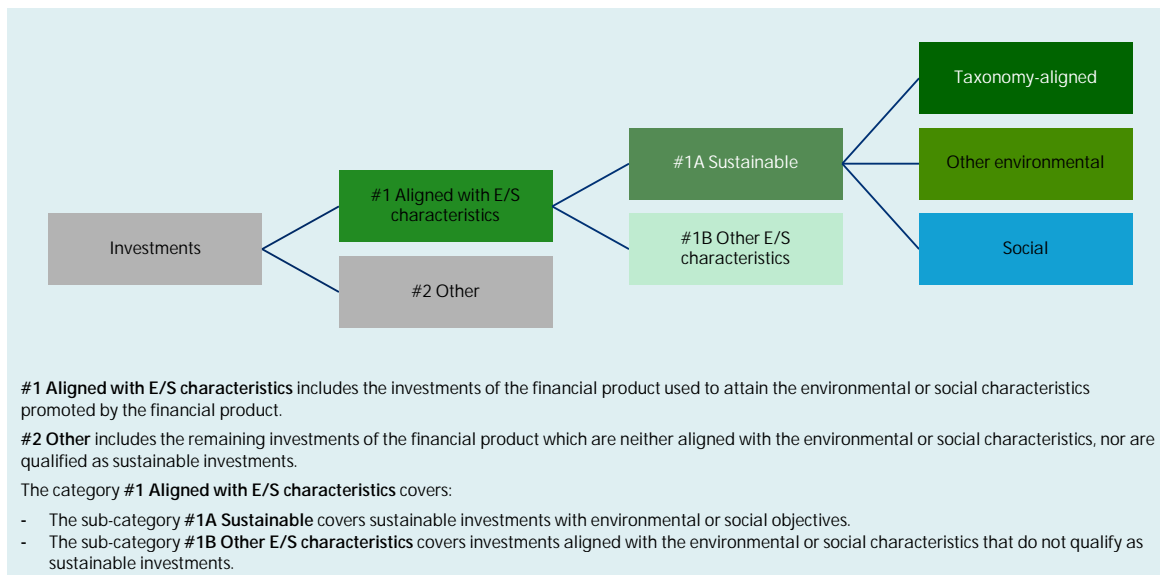 Taxonomy-aligned
#1A Sustainable
Other environmental
#1 Aligned with E/S
characteristics
Investments
#1B Other E/S
characteristics
Social
#2 Other
#1 Aligned with E/S characteristics includes the investments of the financial product used to attain the environmental or social characteristics
promoted by the financial product.
#2 Other includes the remaining investments of the financial product which are neither aligned with the environmental or social characteristics, nor are
qualified as sustainable investments.
The category #1 Aligned with E/S characteristics covers:
- The sub-category #1A Sustainable covers sustainable investments with environmental or social objectives.
- The sub-category #1B Other E/S characteristics covers investments aligned with the environmental or social characteristics that do not qualify as
sustainable investments.